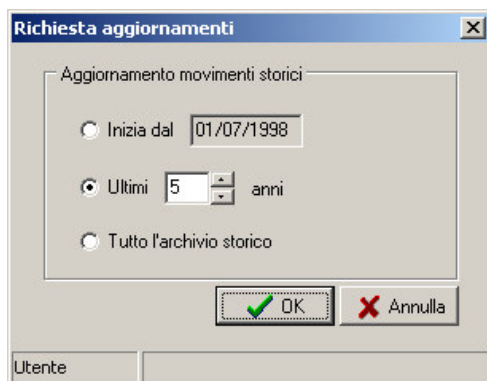 Richiesta aggiornamenti
Aggiornamento movimenti storici
Inizia dal 01/07/1998
Ultimi 5 anni
Tutto l'archivio storico
OK Annulla
Utente